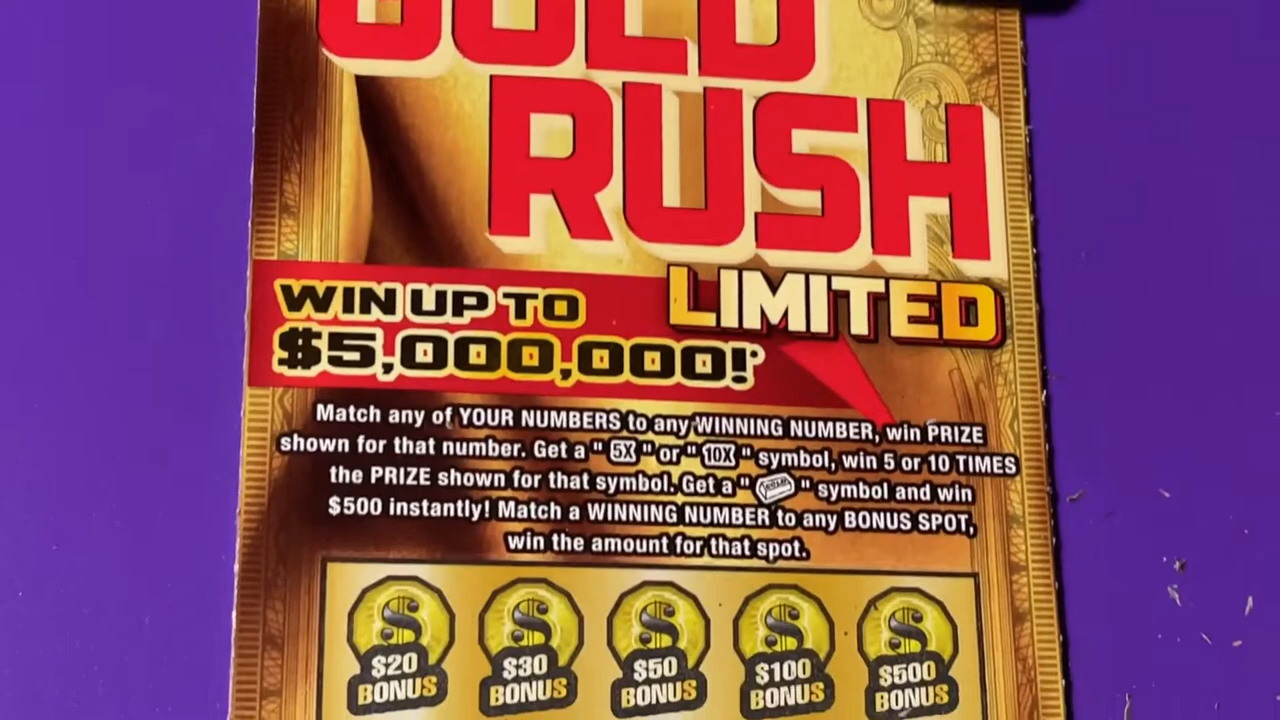 GOLD
RUSH
LIMITED
WIN UP TO
$5,000,000!
Match any of YOUR NUMBERS to any WINNING NUMBER, win PRIZE
shown for that number. Get a " 5X " or " 10X " symbol, win 5 or 10 TIMES
the PRIZE shown for that symbol. Get a " " symbol and win
$500 instantly! Match a WINNING NUMBER to any BONUS SPOT,
win the amount for that spot.
$20 BONUS
$30 BONUS
$50 BONUS
$100 BONUS
$500 BONUS